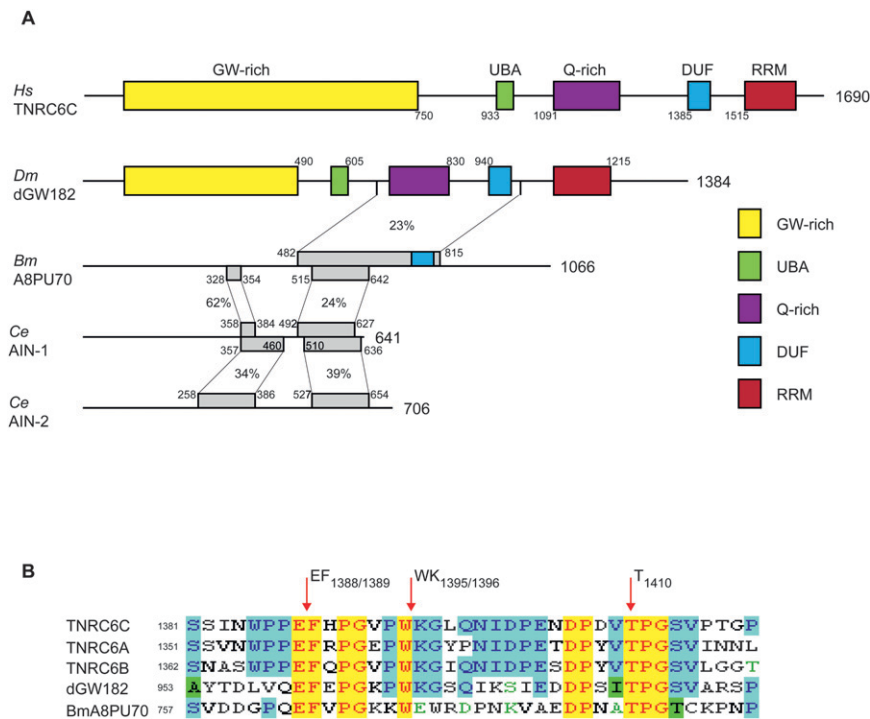 A
GW-rich UBA Q-rich DUF RRM
Hs
TNRC6C
750 933 1091 1385 1515 1690
490 605 830 940 1215
Dm
dGW182
1384
23%
482 815
Bm
A8PU70
1066
328 354 515 642
62% 24%
358 384 492 627
Ce
AIN-1
641
357 460 510 636
34% 39%
258 386 527 654
Ce
AIN-2
706
GW-rich
UBA
Q-rich
DUF
RRM
B
EF1388/1389 WK1395/1396 T1410
TNRC6C 1381 SSINWPPEFHPGVPWKGLQNIDPENDPDVTPGSVPTGP
TNRC6A 1351 SSVNWPPEFRPGEPWKGYPNIDPETDPYVTPGSVINNL
TNRC6B 1362 SNASWPPEFQPGVPWKGIQNIDPESDPYVTPGSVLGGT
dGW182 953 AYTDLVQEFEPGKPWKGSQIKSIEDDPSITPGSVARSP
BmA8PU70 757 SVDDGPQEFVPGKKWEWRDPNKVAEDPNATPGTCKPNP